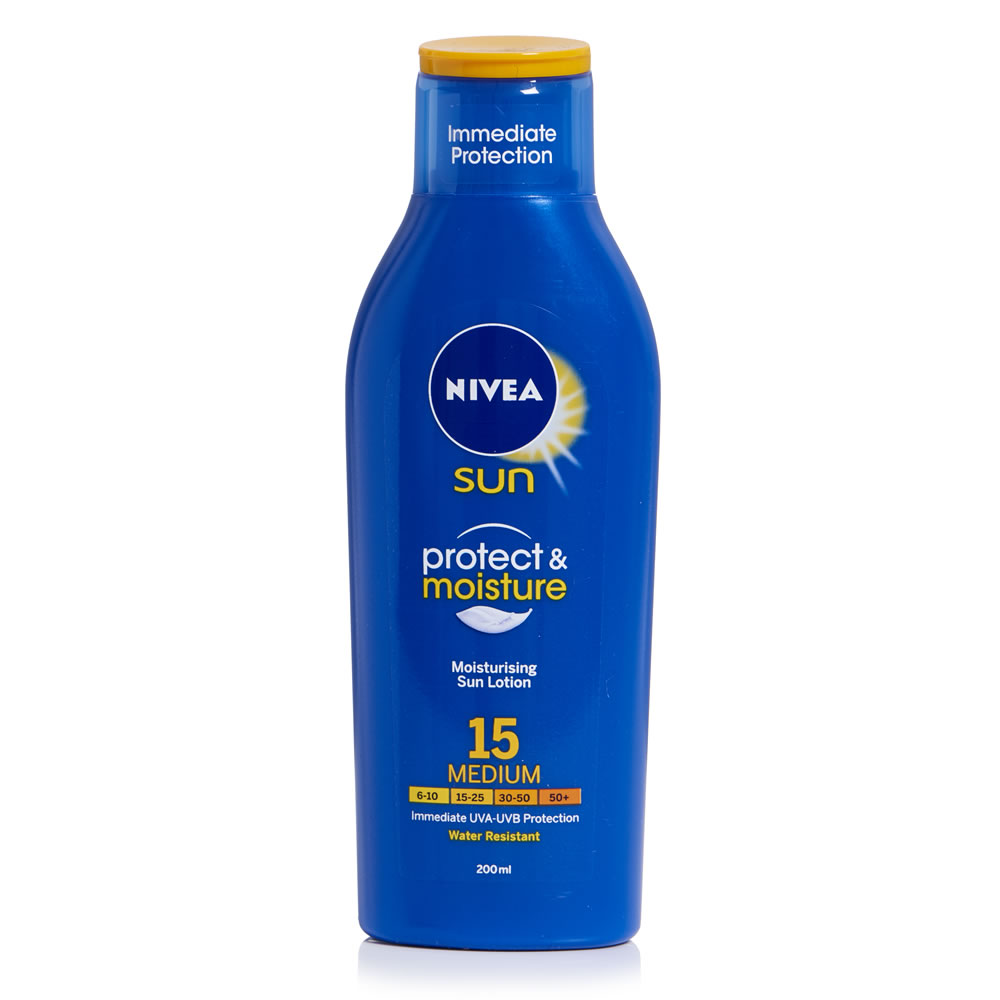 Immediate
Protection
NIVEA
sun
protect &
moisture
Moisturising
Sun Lotion
15
MEDIUM
6-10 15-25 30-50 50+
Immediate UVA-UVB Protection
Water Resistant
200ml